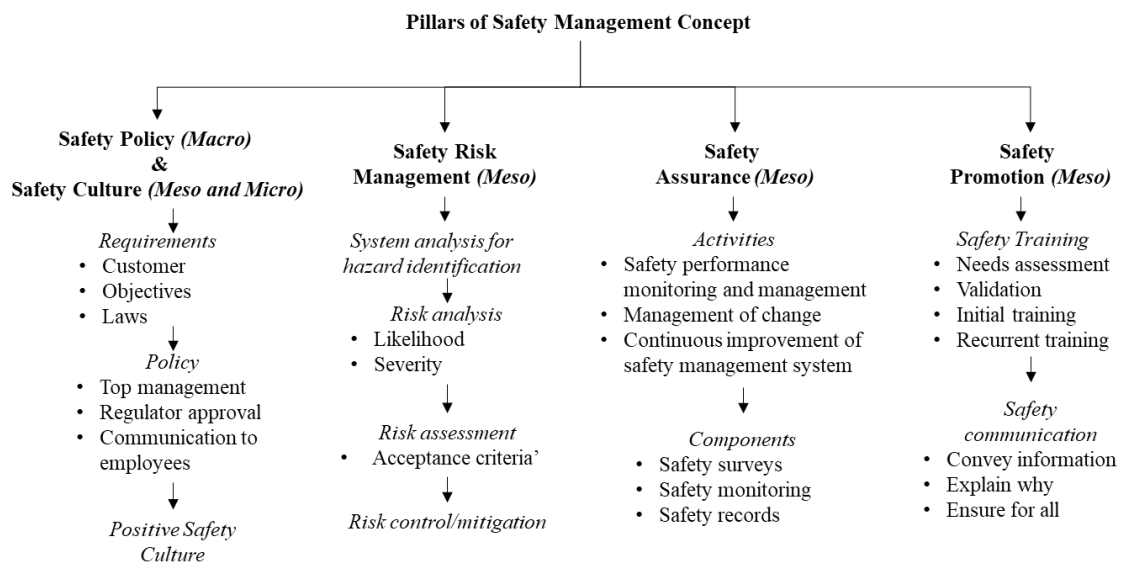 Pillars of Safety Management Concept
Safety Policy (Macro)
&
Safety Culture (Meso and Micro)
Requirements
• Customer
• Objectives
• Laws
Policy
• Top management
• Regulator approval
• Communication to
employees
Positive Safety
Culture
Safety Risk
Management (Meso)
System analysis for
hazard identification
Risk analysis
• Likelihood
• Severity
Risk assessment
• Acceptance criteria’
Risk control/mitigation
Safety
Assurance (Meso)
Activities
• Safety performance
monitoring and management
• Management of change
• Continuous improvement of
safety management system
Components
• Safety surveys
• Safety monitoring
• Safety records
Safety
Promotion (Meso)
Safety Training
• Needs assessment
• Validation
• Initial training
• Recurrent training
Safety
communication
• Convey information
• Explain why
• Ensure for all